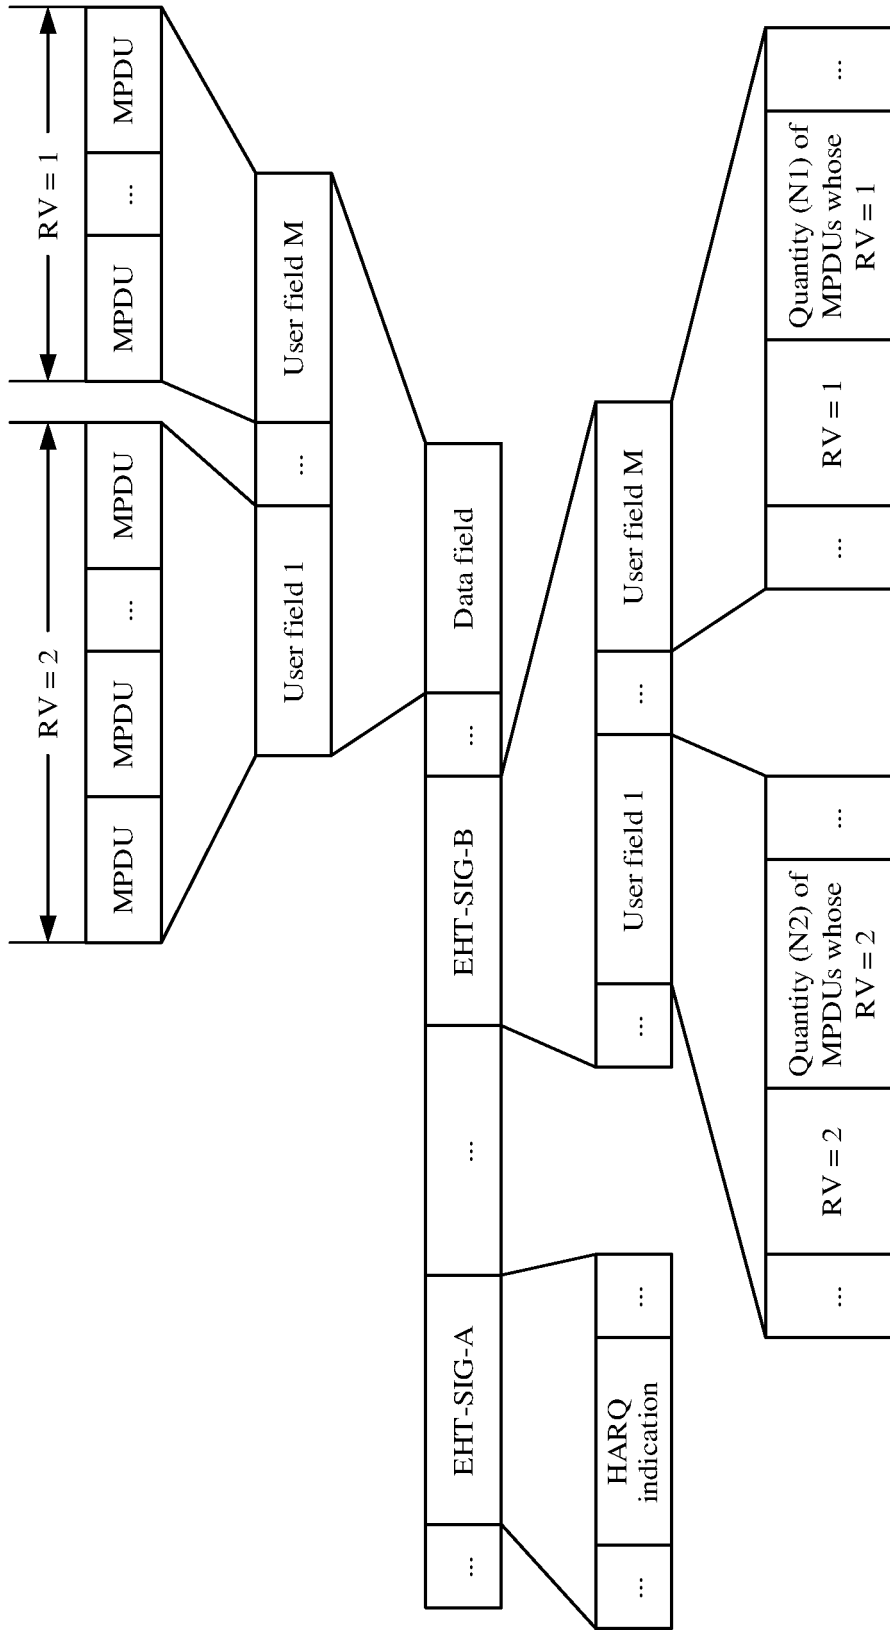 RV = 2
RV = 1
MPDU
MPDU
...
MPDU
MPDU
...
MPDU
User field 1
...
User field M
...
EHT-SIG-A
...
EHT-SIG-B
...
Data field
...
HARQ
indication
...
...
User field 1
...
User field M
...
RV = 2
Quantity (N2) of
MPDUs whose
RV = 2
...
...
RV = 1
Quantity (N1) of
MPDUs whose
RV = 1
...